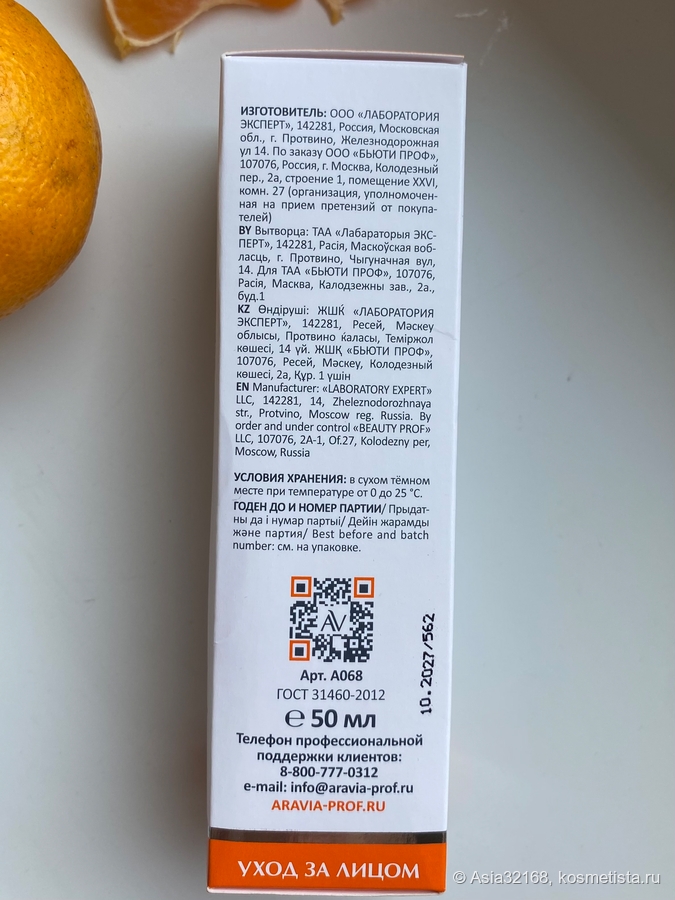 ИЗГОТОВИТЕЛЬ: ООО «ЛАБОРАТОРИЯ
ЭКСПЕРТ», 142281, Россия, Московская
обл., г. Протвино, Железнодорожная
ул 14. По заказу ООО «БЬЮТИ ПРОФ»,
107076, Россия, г. Москва, Колодезный
пер., 2а, строение 1, помещение XXVI,
комн. 27 (организация, уполномочен-
ная на прием претензий от покупа-
телей)
BY Вытворца: ТАА «Лабараторыя ЭКС-
ПЕРТ», 142281, Расія, Маскоўская воб-
ласць, г. Протвино, Чыгуначная вул,
14. Для ТАА «БЬЮТИ ПРОФ», 107076,
Расія, Масква, Калодзежны зав., 2а.,
буд.1
KZ Өндіруші: ЖШҚ «ЛАБОРАТОРИЯ
ЭКСПЕРТ», 142281, Ресей, Мәскеу
облысы, Протвино қаласы, Теміржол
көшесі, 14 үй. ЖШҚ «БЬЮТИ ПРОФ»,
107076, Ресей, Мәскеу, Колодезный
көшесі, 2а, Құр. 1 үшін
EN Manufacturer: «LABORATORY EXPERT»
LLC, 142281, 14, Zheleznodorozhnaya
str., Protvino, Moscow reg. Russia. By
order and under control «BEAUTY PROF»
LLC, 107076, 2A-1, Of.27, Kolodezny per,
Moscow, Russia
УСЛОВИЯ ХРАНЕНИЯ: в сухом тёмном
месте при температуре от 0 до 25 °С.
ГОДЕН ДО И НОМЕР ПАРТИИ/ Прыдат-
ны да і нумар партыі/ Дейін жарамды
және партия/ Best before and batch
number: см. на упаковке.
AV
Арт. А068
ГОСТ 31460-2012
℮ 50 мл
10.2027/562
Телефон профессиональной
поддержки клиентов:
8-800-777-0312
e-mail: info@aravia-prof.ru
ARAVIA-PROF.RU
УХОД ЗА ЛИЦОМ
© Asia32168, kosmetista.ru